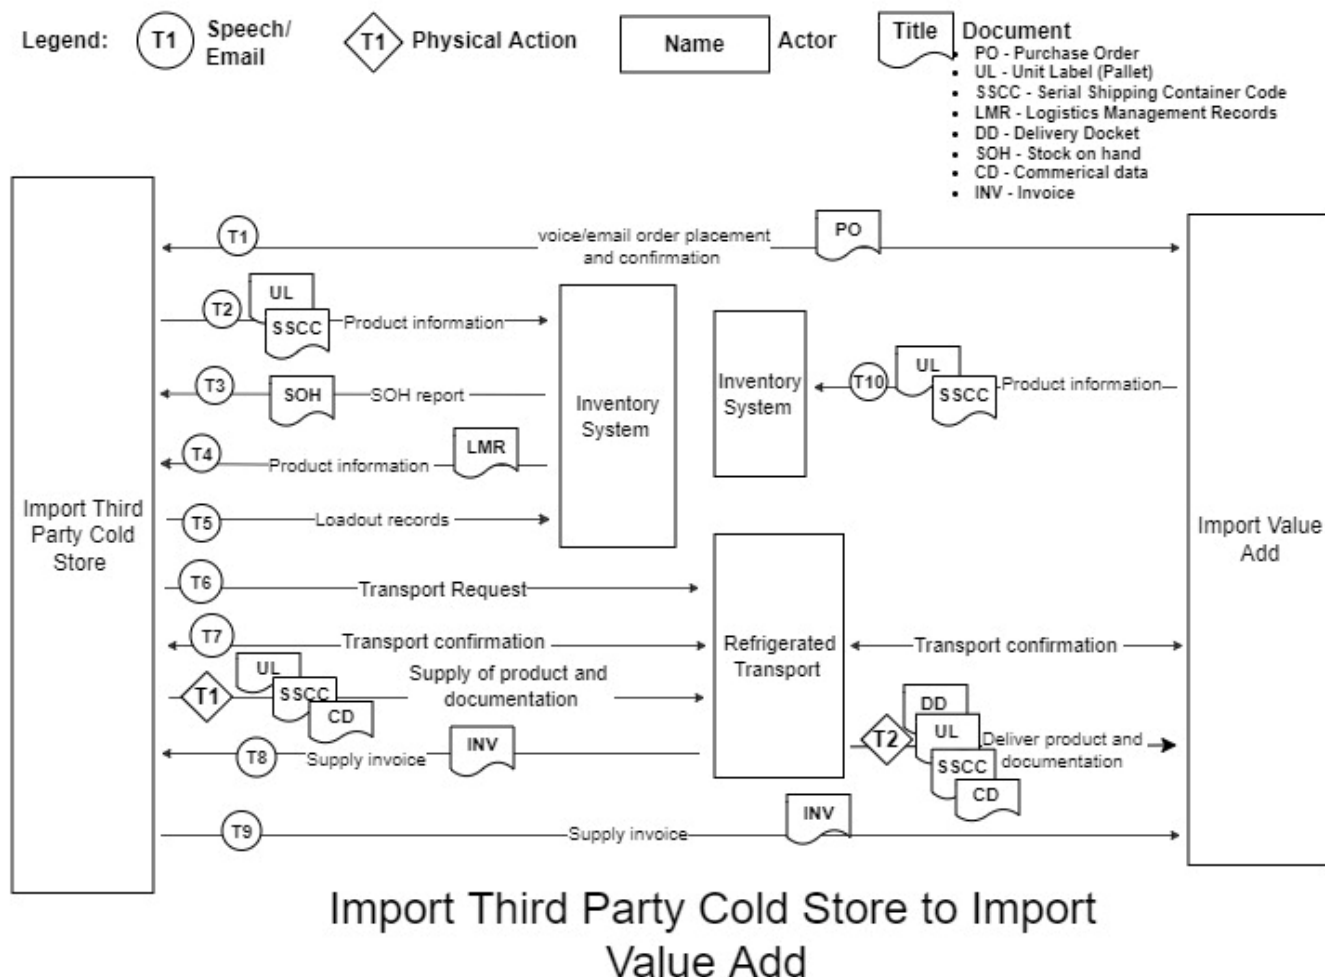 Legend:
T1
Speech/
Email
T1
Physical Action
Name
Actor
Title
Document
• PO - Purchase Order
• UL - Unit Label (Pallet)
• SSCC - Serial Shipping Container Code
• LMR - Logistics Management Records
• DD - Delivery Docket
• SOH - Stock on hand
• CD - Commerical data
• INV - Invoice
Import Third
Party Cold
Store
Import Value
Add
T1
voice/email order placement
and confirmation
PO
T2
UL
SSCC
Product information
Inventory
System
Inventory
System
T10
UL
SSCC
Product information
T3
SOH
SOH report
T4
Product information
LMR
T5
Loadout records
T6
Transport Request
Refrigerated
Transport
T7
Transport confirmation
Transport confirmation
T1
UL
SSCC
CD
Supply of product and
documentation
T2
DD
UL
SSCC
CD
Deliver product and
documentation
T8
Supply invoice
INV
T9
Supply invoice
INV
Import Third Party Cold Store to Import
Value Add